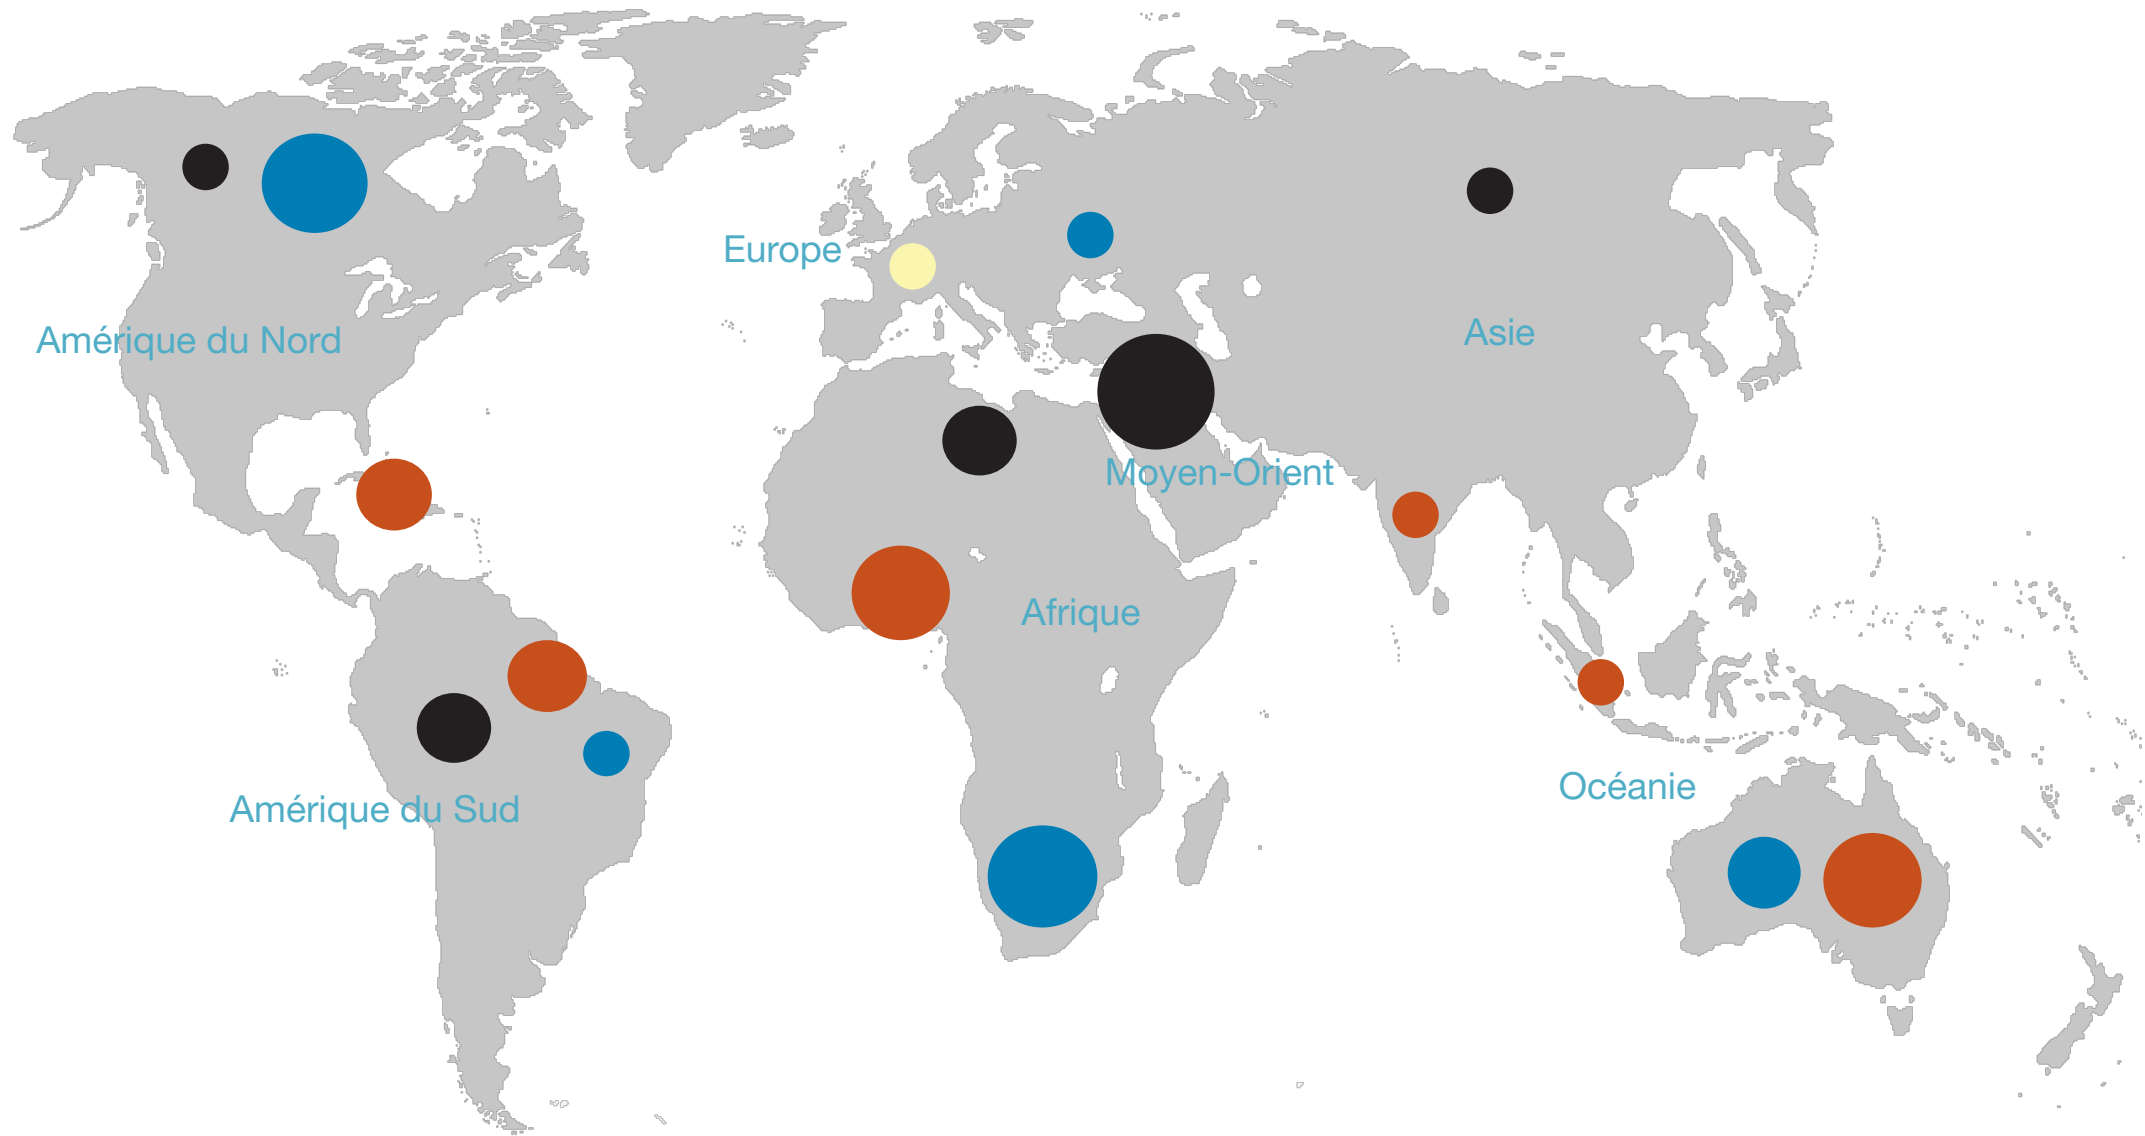 Europe
Amérique du Nord
Asie
Moyen-Orient
Afrique
Océanie
Amérique du Sud